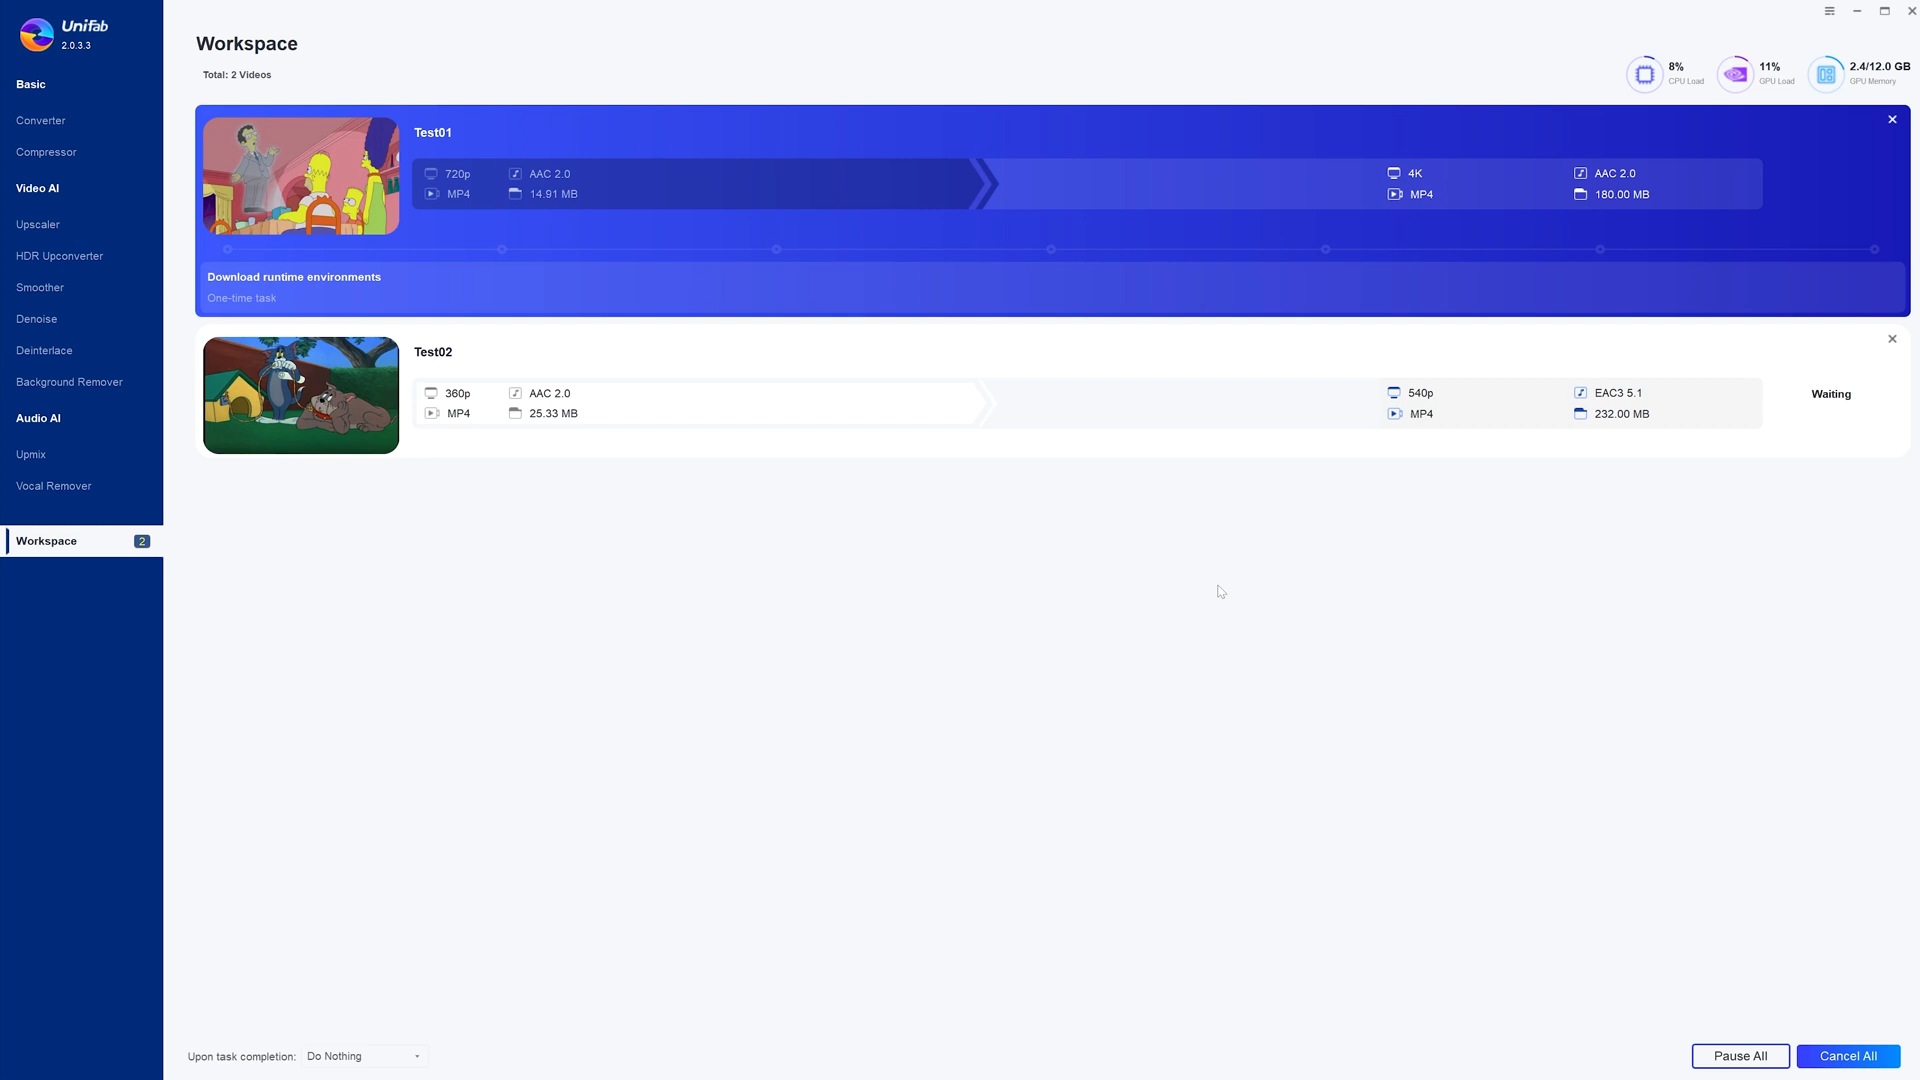 Unifab
2.0.3.3
Basic
Converter
Compressor
Video AI
Upscaler
HDR Upconverter
Smoother
Denoise
Deinterlace
Background Remover
Audio AI
Upmix
Vocal Remover
Workspace 2
Workspace
Total: 2 Videos
8%
CPU Load
11%
GPU Load
2.4/12.0 GB
GPU Memory
Test01
720p AAC 2.0
MP4 14.91 MB
4K AAC 2.0
MP4 180.00 MB
Download runtime environments
One-time task
Test02
360p AAC 2.0
MP4 25.33 MB
540p EAC3 5.1
MP4 232.00 MB
Waiting
Upon task completion: Do Nothing
Pause All
Cancel All